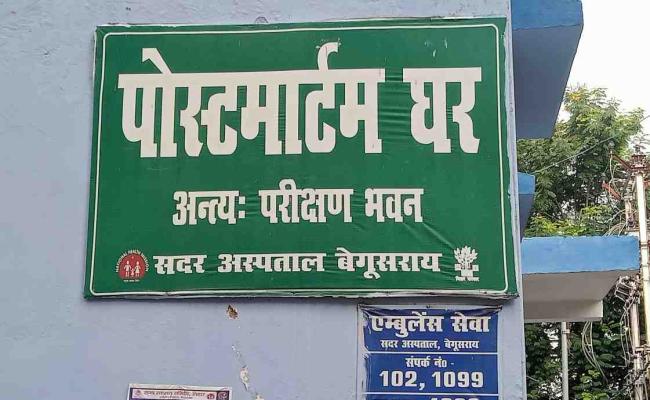 पोस्टमार्टम घर
अन्त्यः परीक्षण भवन
सदर अस्पताल बेगूसराय
एम्बुलेंस सेवा
सदर अस्पताल, बेगूसराय
संपर्क नं०-
102, 1099